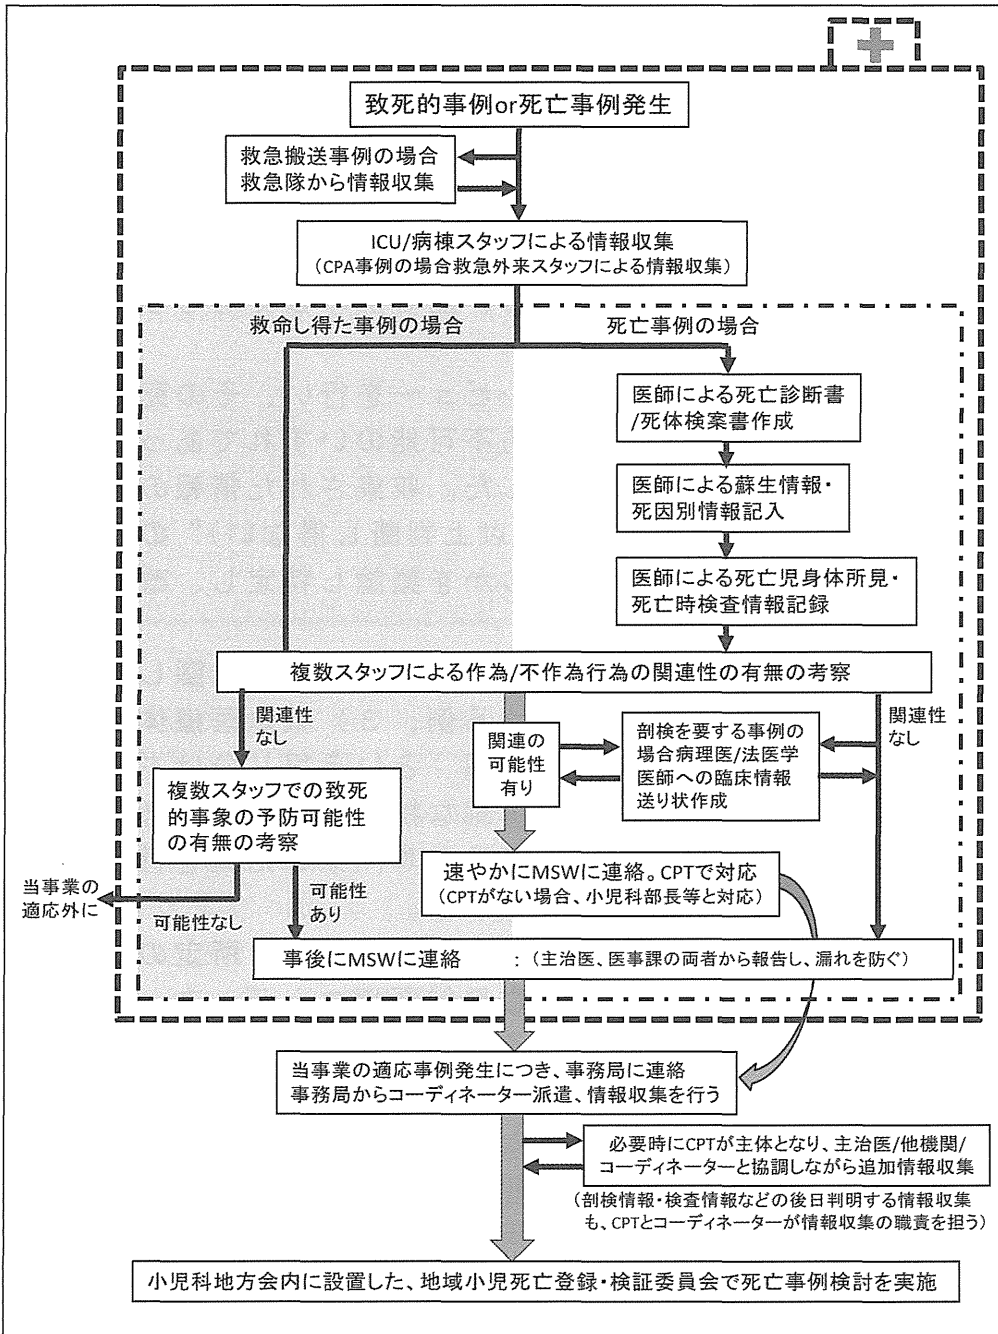 致死的事例or死亡事例発生
救急搬送事例の場合
救急隊から情報収集
ICU/病棟スタッフによる情報収集
（CPA事例の場合救急外来スタッフによる情報収集）
救命し得た事例の場合
死亡事例の場合
医師による死亡診断書
/死体検案書作成
医師による蘇生情報・
死因別情報記入
医師による死亡児身体所見・
死亡時検査情報記録
複数スタッフによる作為/不作為行為の関連性の有無の考察
関連性
なし
関連の
可能性
有り
剖検を要する事例の
場合病理医/法医学
医師への臨床情報
送り状作成
関連性
なし
複数スタッフでの致死
的事象の予防可能性
の有無の考察
速やかにMSWに連絡。CPTで対応
（CPTがない場合、小児科部長等と対応）
当事業の
適応外に
可能性なし
可能性
あり
事後にMSWに連絡　：（主治医、医事課の両者から報告し、漏れを防ぐ）
当事業の適応事例発生につき、事務局に連絡
事務局からコーディネーター派遣、情報収集を行う
必要時にCPTが主体となり、主治医/他機関/
コーディネーターと協調しながら追加情報収集
（剖検情報・検査情報などの後日判明する情報収集
も、CPTとコーディネーターが情報収集の職責を担う）
小児科地方会内に設置した、地域小児死亡登録・検証委員会で死亡事例検討を実施